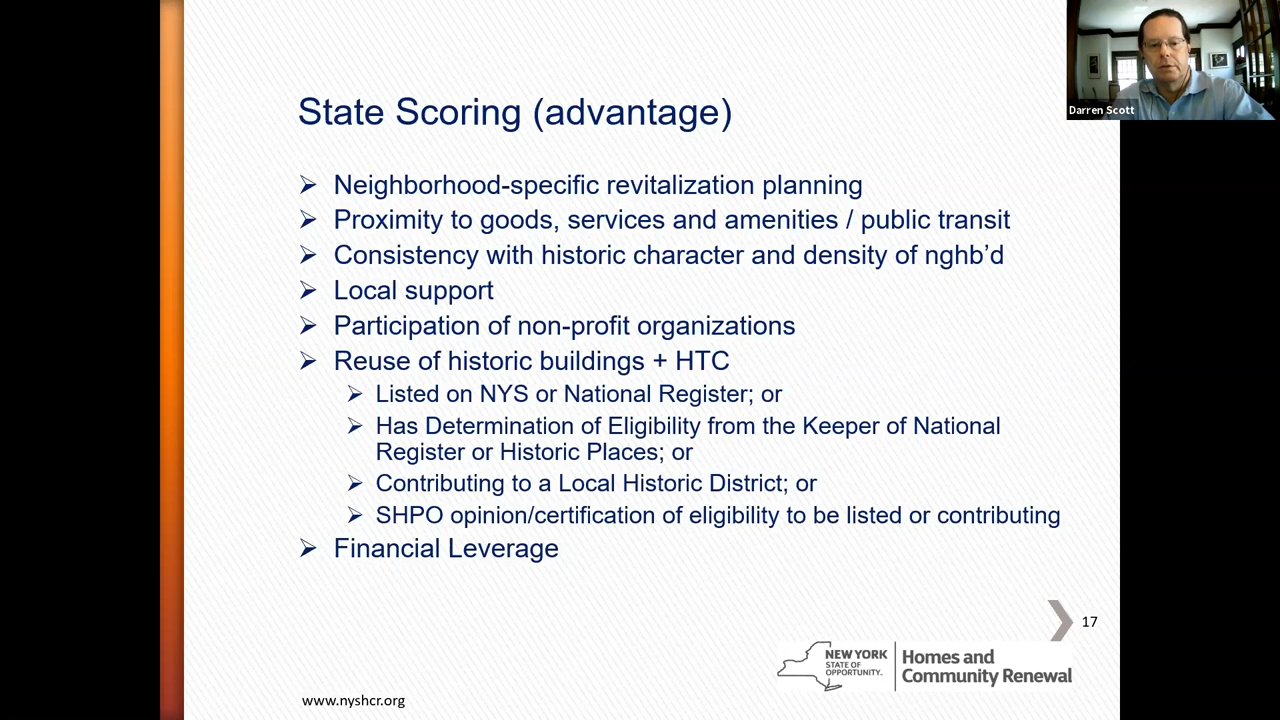 Darren Scott
State Scoring (advantage)
Neighborhood-specific revitalization planning
Proximity to goods, services and amenities / public transit
Consistency with historic character and density of nghb’d
Local support
Participation of non-profit organizations
Reuse of historic buildings + HTC
Listed on NYS or National Register; or
Has Determination of Eligibility from the Keeper of National
Register or Historic Places; or
Contributing to a Local Historic District; or
SHPO opinion/certification of eligibility to be listed or contributing
Financial Leverage
17
NEW YORK
STATE OF
OPPORTUNITY.
Homes and
Community Renewal
www.nyshcr.org